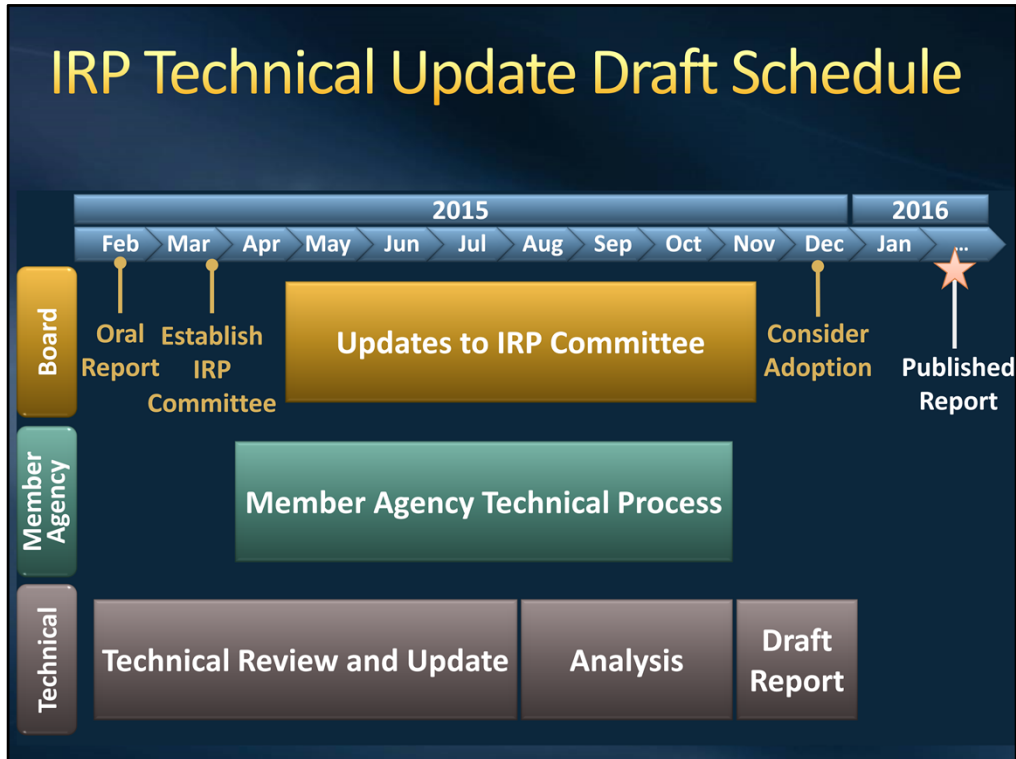 IRP Technical Update Draft Schedule
2015
2016
Feb
Mar
Apr
May
Jun
Jul
Aug
Sep
Oct
Nov
Dec
Jan
...
Board
Oral
Report
Establish
IRP
Committee
Updates to IRP Committee
Consider
Adoption
Published
Report
Member
Agency
Member Agency Technical Process
Technical
Technical Review and Update
Analysis
Draft
Report